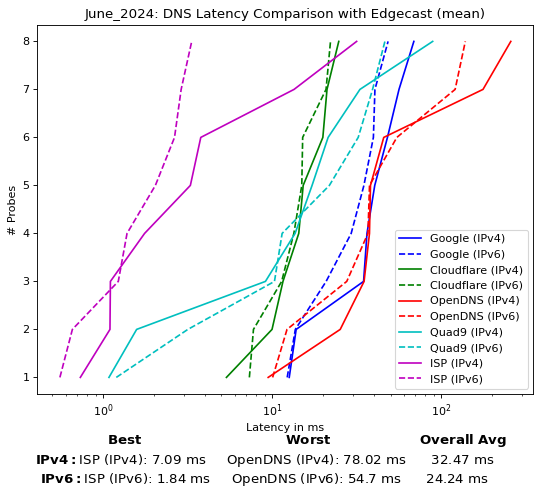 June_2024: DNS Latency Comparison with Edgecast (mean)
8
7
6
5
4
3
2
1
# Probes
Google (IPv4)
Google (IPv6)
Cloudflare (IPv4)
Cloudflare (IPv6)
OpenDNS (IPv4)
OpenDNS (IPv6)
Quad9 (IPv4)
Quad9 (IPv6)
ISP (IPv4)
ISP (IPv6)
10⁰ 10¹ 10²
Latency in ms
Best Worst Overall Avg
IPv4: ISP (IPv4): 7.09 ms OpenDNS (IPv4): 78.02 ms 32.47 ms
IPv6: ISP (IPv6): 1.84 ms OpenDNS (IPv6): 54.7 ms 24.24 ms